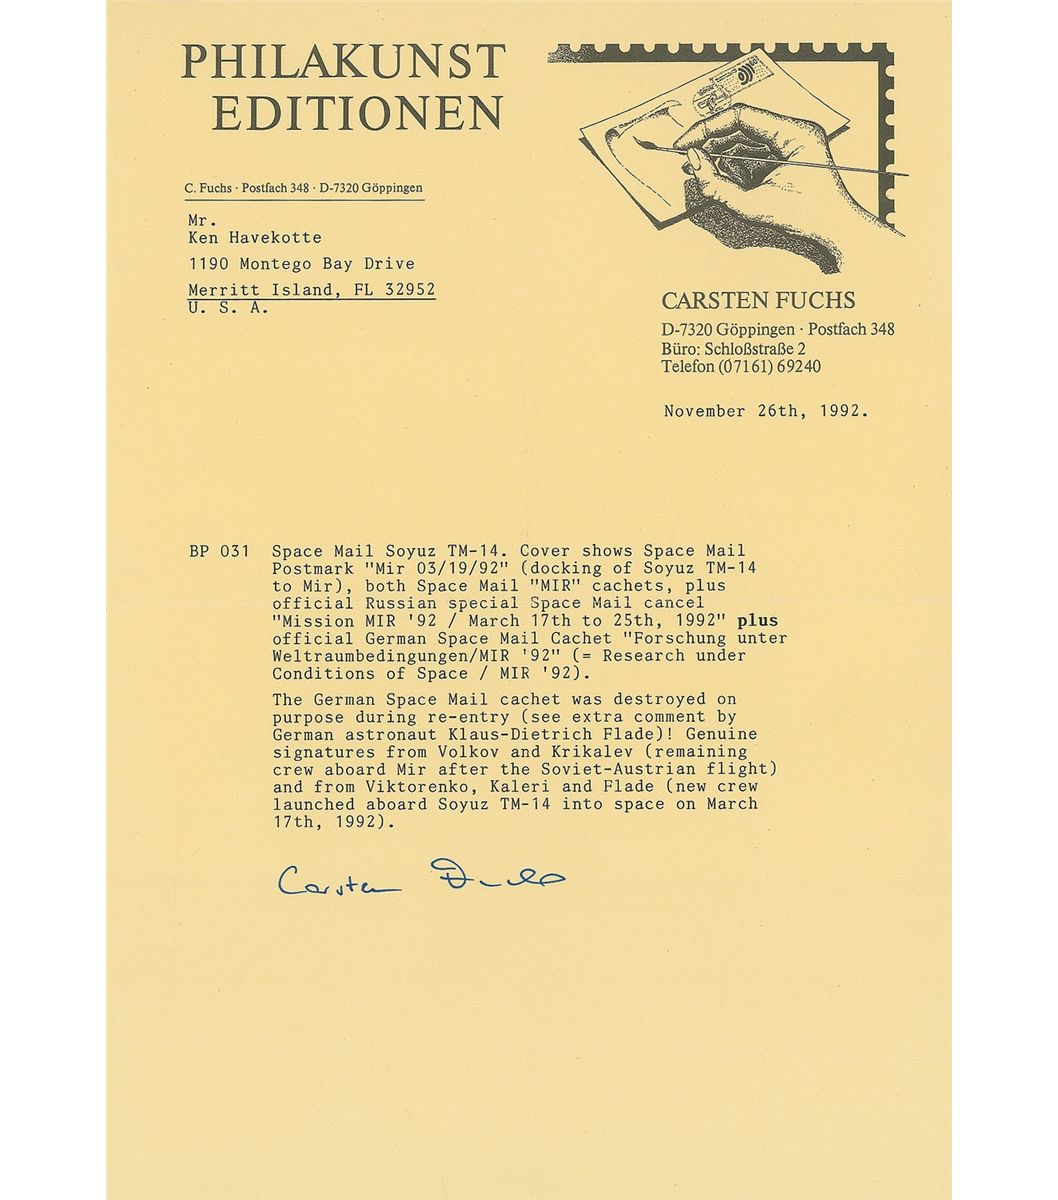 PHILAKUNST
EDITIONEN
C. Fuchs · Postfach 348 · D-7320 Göppingen
Mr.
Ken Havekotte
1190 Montego Bay Drive
Merritt Island, FL 32952
U. S. A.
CARSTEN FUCHS
D-7320 Göppingen · Postfach 348
Büro: Schloßstraße 2
Telefon (07161) 69240
November 26th, 1992.
BP 031 Space Mail Soyuz TM-14. Cover shows Space Mail
Postmark "Mir 03/19/92" (docking of Soyuz TM-14
to Mir), both Space Mail "MIR" cachets, plus
official Russian special Space Mail cancel
"Mission MIR '92 / March 17th to 25th, 1992" plus
official German Space Mail Cachet "Forschung unter
Weltraumbedingungen/MIR '92" (= Research under
Conditions of Space / MIR '92).
The German Space Mail cachet was destroyed on
purpose during re-entry (see extra comment by
German astronaut Klaus-Dietrich Flade)! Genuine
signatures from Volkov and Krikalev (remaining
crew aboard Mir after the Soviet-Austrian flight)
and from Viktorenko, Kaleri and Flade (new crew
launched aboard Soyuz TM-14 into space on March
17th, 1992).
Carsten